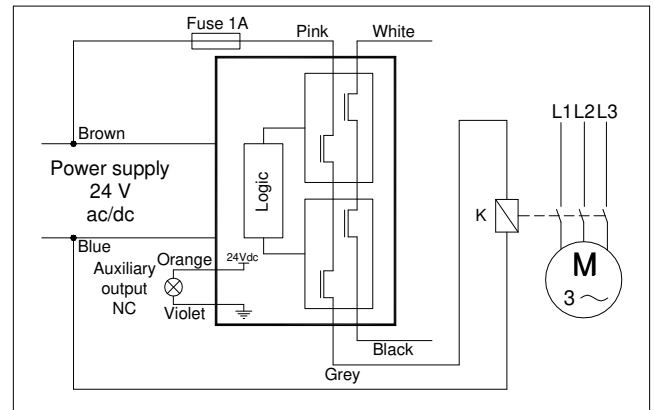 Fuse 1A
Pink
White
Brown
L1 L2 L3
Power supply
24 V
ac/dc
Logic
K
Blue
Orange
24Vdc
Auxiliary
output
NC
Violet
M
3 ~
Black
Grey